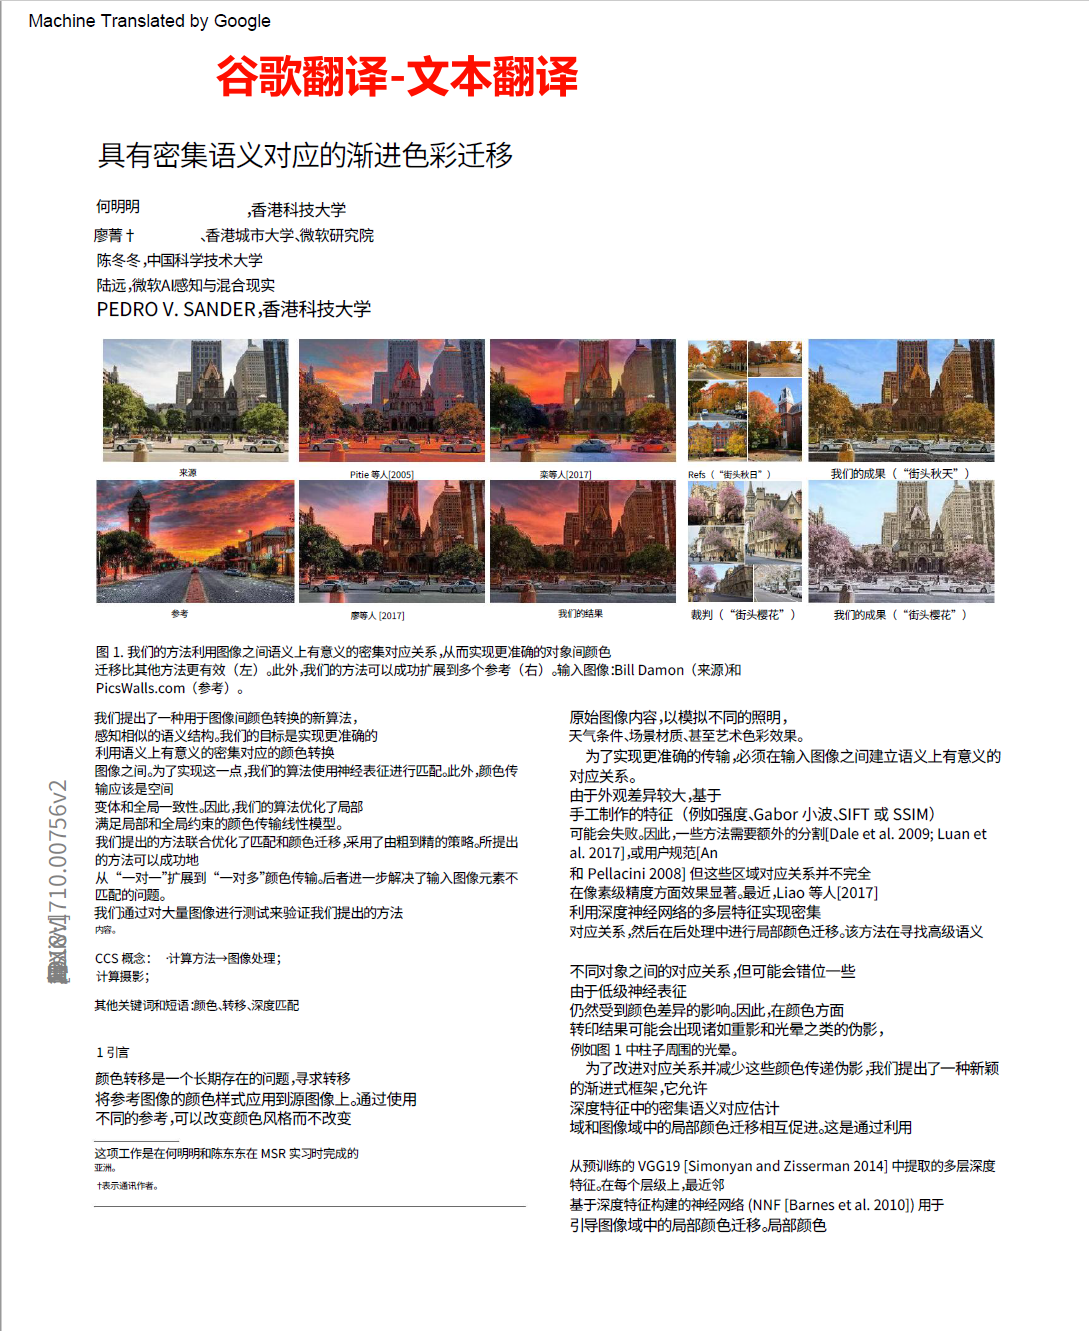 Machine Translated by Google
谷歌翻译-文本翻译
具有密集语义对应的渐进色彩迁移
何明明 ,香港科技大学
廖菁 † 、香港城市大学、微软研究院
陈冬冬,中国科学技术大学
陆远,微软AI感知与混合现实
PEDRO V. SANDER,香港科技大学
来源
Pitie 等人[2005]
栾等人[2017]
Refs（“街头秋日”）
我们的成果（“街头秋天”）
参考
廖等人 [2017]
我们的结果
裁判（“街头樱花”）
我们的成果（“街头樱花”）
图 1. 我们的方法利用图像之间语义上有意义的密集对应关系,从而实现更准确的对象间颜色
迁移比其他方法更有效（左）。此外,我们的方法可以成功扩展到多个参考（右）。输入图像:Bill Damon（来源)和
PicsWalls.com（参考）。
我们提出了一种用于图像间颜色转换的新算法，
感知相似的语义结构。我们的目标是实现更准确的
利用语义上有意义的密集对应的颜色转换
图像之间。为了实现这一点,我们的算法使用神经表征进行匹配。此外,颜色传
输应该是空间
变体和全局一致性。因此,我们的算法优化了局部
满足局部和全局约束的颜色传输线性模型。
我们提出的方法联合优化了匹配和颜色迁移,采用了由粗到精的策略。所提出
的方法可以成功地
从“一对一”扩展到“一对多”颜色传输。后者进一步解决了输入图像元素不
匹配的问题。
我们通过对大量图像进行测试来验证我们提出的方法
内容。
CCS 概念： ·计算方法→图像处理；
计算摄影；
其他关键词和短语:颜色、转移、深度匹配
1 引言
颜色转移是一个长期存在的问题,寻求转移
将参考图像的颜色样式应用到源图像上。通过使用
不同的参考,可以改变颜色风格而不改变
这项工作是在何明明和陈东东在 MSR 实习时完成的
亚洲。
†表示通讯作者。
原始图像内容,以模拟不同的照明，
天气条件、场景材质、甚至艺术色彩效果。
为了实现更准确的传输,必须在输入图像之间建立语义上有意义的
对应关系。
由于外观差异较大,基于
手工制作的特征（例如强度、Gabor 小波、SIFT 或 SSIM）
可能会失败。因此,一些方法需要额外的分割[Dale et al. 2009; Luan et
al. 2017],或用户规范[An
和 Pellacini 2008] 但这些区域对应关系并不完全
在像素级精度方面效果显著。最近,Liao 等人[2017]
利用深度神经网络的多层特征实现密集
对应关系,然后在后处理中进行局部颜色迁移。该方法在寻找高级语义
不同对象之间的对应关系,但可能会错位一些
由于低级神经表征
仍然受到颜色差异的影响。因此,在颜色方面
转印结果可能会出现诸如重影和光晕之类的伪影，
例如图 1 中柱子周围的光晕。
为了改进对应关系并减少这些颜色传递伪影,我们提出了一种新颖
的渐进式框架,它允许
深度特征中的密集语义对应估计
域和图像域中的局部颜色迁移相互促进。这是通过利用
从预训练的 VGG19 [Simonyan and Zisserman 2014] 中提取的多层深度
特征。在每个层级上,最近邻
基于深度特征构建的神经网络 (NNF [Barnes et al. 2010]) 用于
引导图像域中的局部颜色迁移。局部颜色
710.00756v2